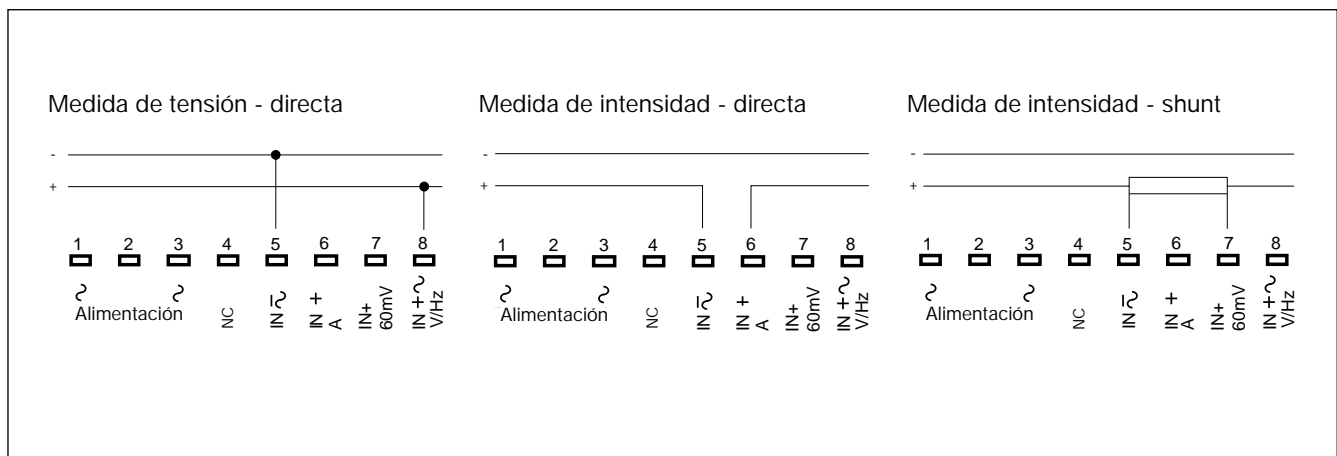 Medida de tensión - directa
-
+
1 2 3 4 5 6 7 8
~ ~
Alimentación
NC
IN - ~
IN +
A
IN+
60mV
IN + ~
V/Hz
Medida de intensidad - directa
-
+
1 2 3 4 5 6 7 8
~ ~
Alimentación
NC
IN - ~
IN +
A
IN+
60mV
IN + ~
V/Hz
Medida de intensidad - shunt
-
+
1 2 3 4 5 6 7 8
~ ~
Alimentación
NC
IN - ~
IN +
A
IN+
60mV
IN + ~
V/Hz